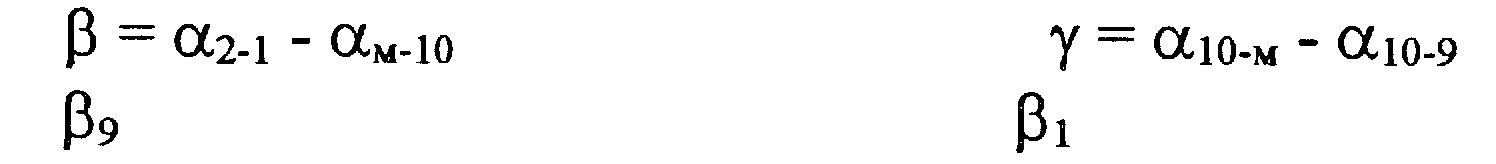 β = α₂₋₁ - αм-10 γ = α10-м - α10-9
β₉ β₁